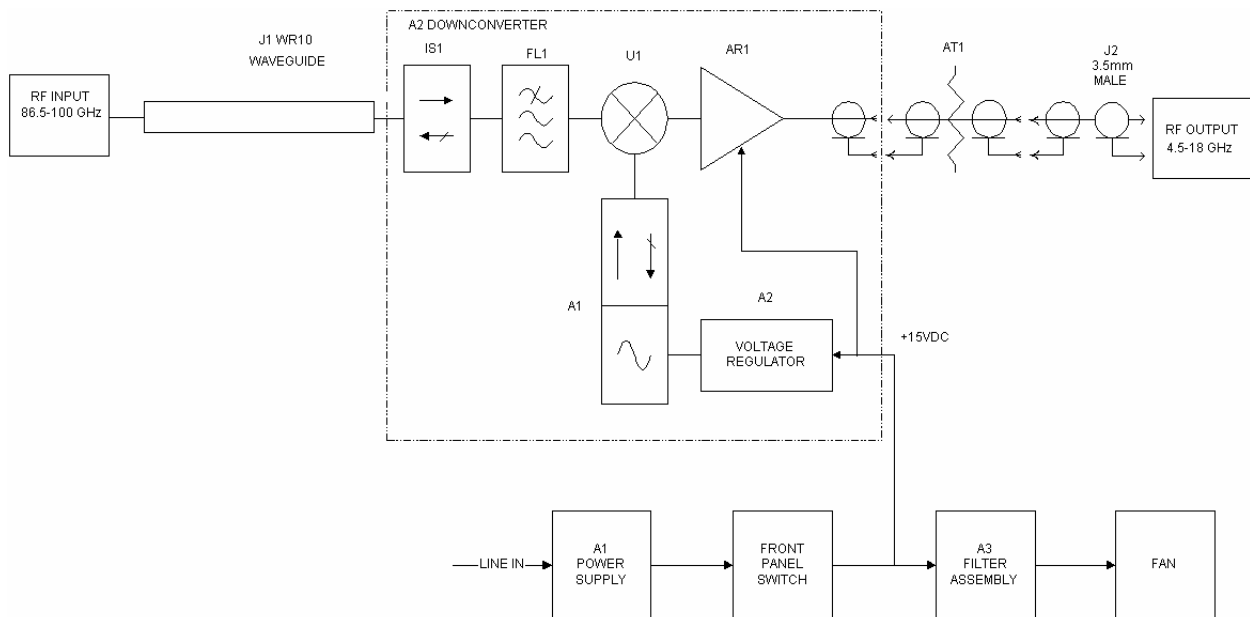 A2 DOWNCONVERTER
J1 WR10
WAVEGUIDE
IS1
FL1
U1
AR1
AT1
J2
3.5mm
MALE
RF INPUT
86.5-100 GHz
RF OUTPUT
4.5-18 GHz
A1
A2
VOLTAGE
REGULATOR
+15VDC
LINE IN
A1
POWER
SUPPLY
FRONT
PANEL
SWITCH
A3
FILTER
ASSEMBLY
FAN